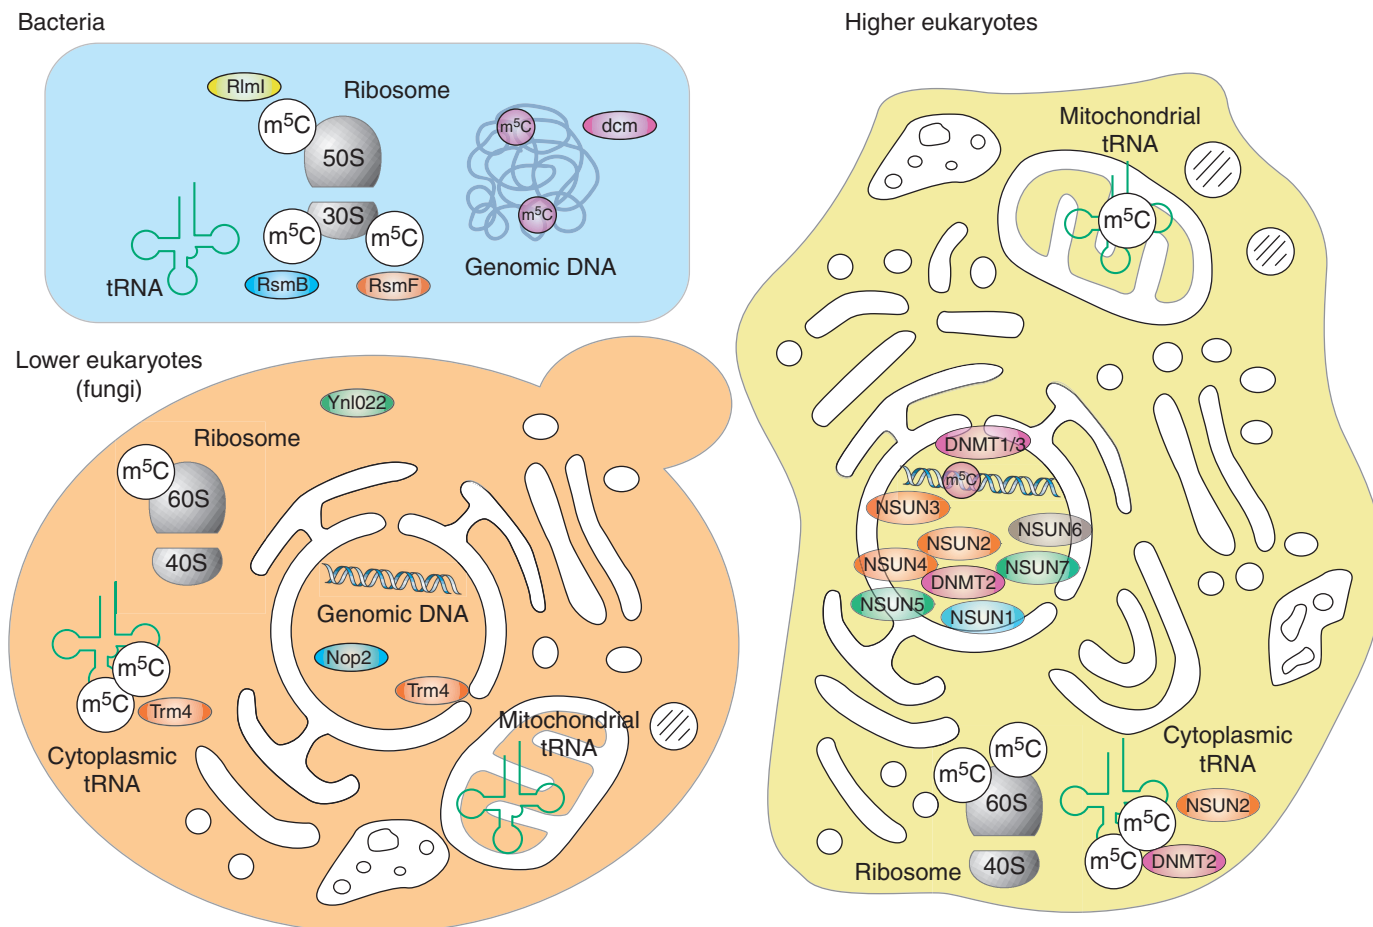 Bacteria
RlmI
Ribosome
m⁵C
50S
m⁵C
dcm
30S
m⁵C
m⁵C
m⁵C
tRNA
RsmB
RsmF
Genomic DNA
Lower eukaryotes
(fungi)
Ynl022
Ribosome
m⁵C
60S
40S
Genomic DNA
m⁵C
m⁵C
Nop2
Trm4
Trm4
Cytoplasmic
tRNA
Mitochondrial
tRNA
Higher eukaryotes
Mitochondrial
tRNA
m⁵C
DNMT1/3
m⁵C
NSUN3
NSUN6
NSUN2
NSUN4
NSUN7
DNMT2
NSUN5
NSUN1
m⁵C
m⁵C
60S
Ribosome
40S
Cytoplasmic
tRNA
NSUN2
m⁵C
m⁵C
DNMT2